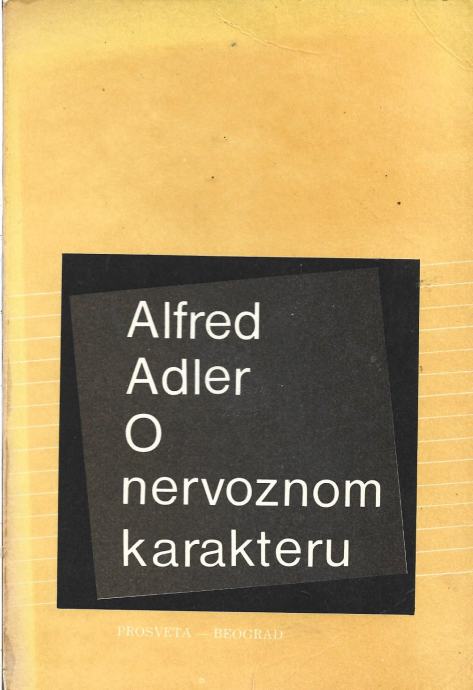 Alfred
Adler
O
nervoznom
karakteru
PROSVETA — BEOGRAD